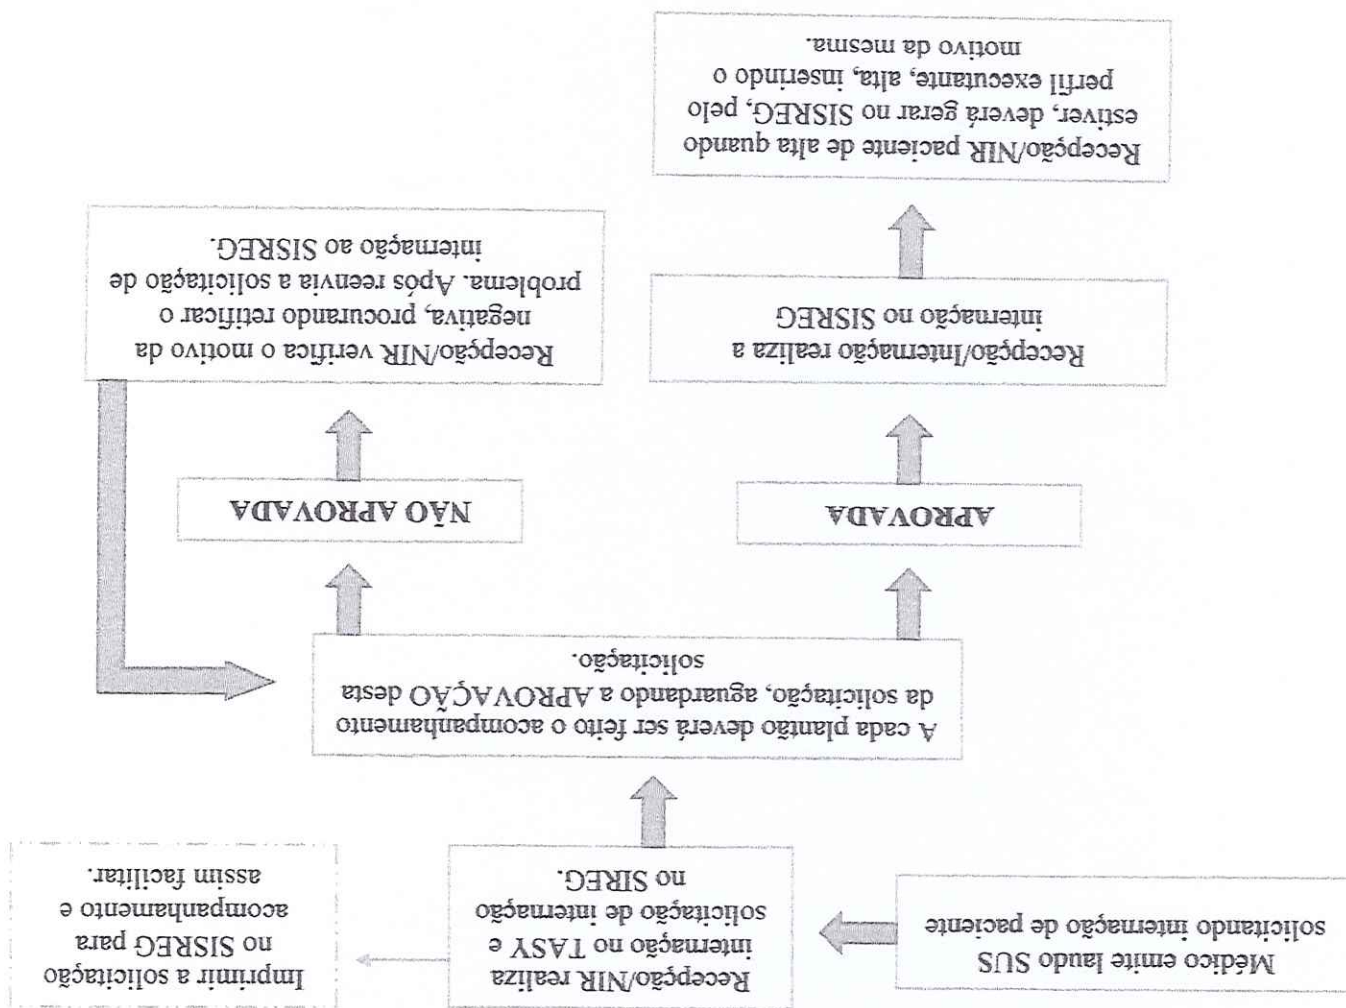 Médico emite laudo SUS
solicitando internação de paciente
Recepção/NIR realiza
internação no TASY e
solicitação de internação
no SIREG.
Imprimir a solicitação
no SISREG para
acompanhamento e
assim facilitar.
A cada plantão deverá ser feito o acompanhamento
da solicitação, aguardando a APROVAÇÃO desta
solicitação.
APROVADA
NÃO APROVADA
Recepção/Internação realiza a
internação no SISREG
Recepção/NIR verifica o motivo da
negativa, procurando retificar o
problema. Após reenvia a solicitação de
internação ao SISREG.
Recepção/NIR paciente de alta quando
estiver, deverá gerar no SISREG, pelo
perfil executante, alta, inserindo o
motivo da mesma.